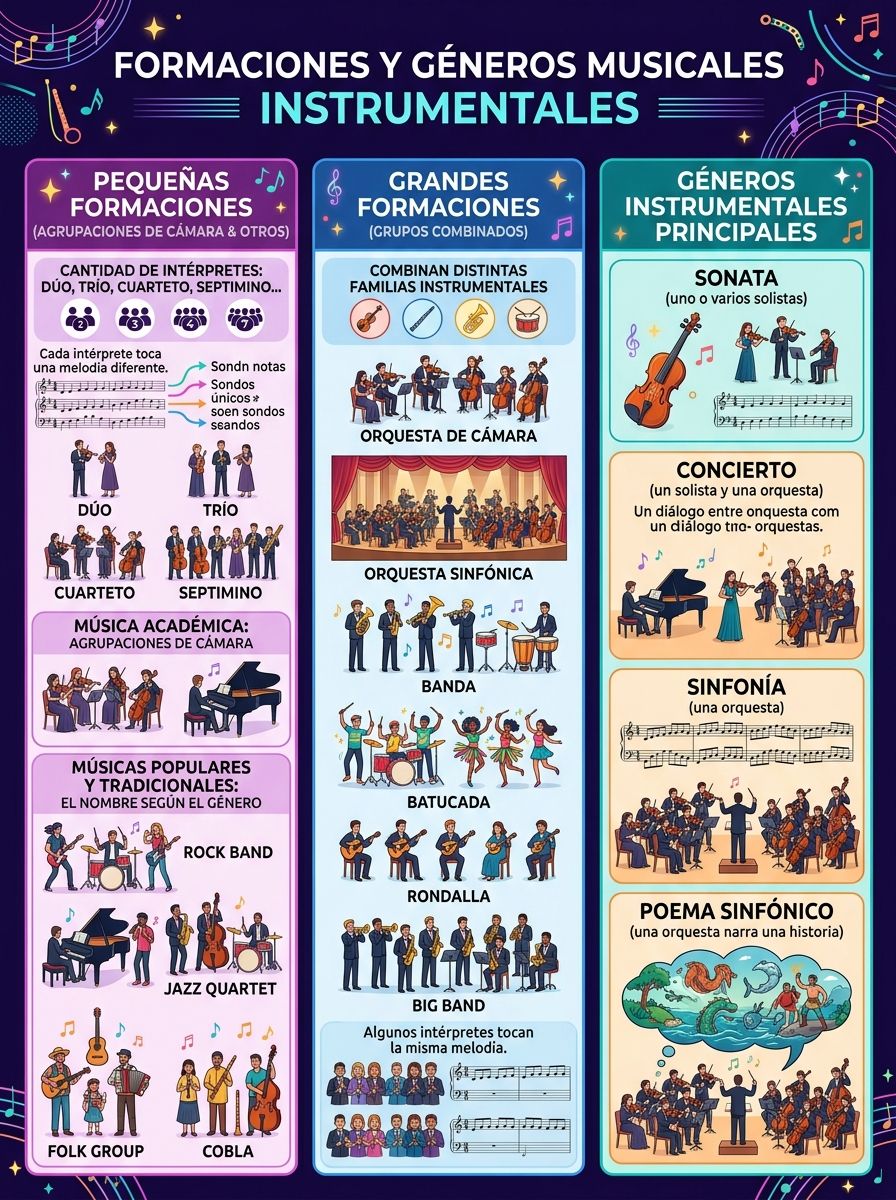 FORMACIONES Y GÉNEROS MUSICALES
INSTRUMENTALES
PEQUEÑAS
FORMACIONES
(AGRUPACIONES DE CÁMARA & OTROS)
CANTIDAD DE INTÉRPRETES:
DÚO, TRÍO, CUARTETO, SEPTIMINO...
2
3
4
7
Cada intérprete toca
una melodia diferente.
Sondn notas
Sondos
únicos
soen sondos
seandos
DÚO
TRÍO
CUARTETO
SEPTIMINO
MÚSICA ACADÉMICA:
AGRUPACIONES DE CÁMARA
MÚSICAS POPULARES
Y TRADICIONALES:
EL NOMBRE SEGÚN EL GÉNERO
ROCK BAND
JAZZ QUARTET
FOLK GROUP
COBLA
GRANDES
FORMACIONES
(GRUPOS COMBINADOS)
COMBINAN DISTINTAS
FAMILIAS INSTRUMENTALES
ORQUESTA DE CÁMARA
ORQUESTA SINFÓNICA
BANDA
BATUCADA
RONDALLA
BIG BAND
Algunos intérpretes tocan
la misma melodía.
GÉNEROS
INSTRUMENTALES
PRINCIPALES
SONATA
(uno o varios solistas)
CONCIERTO
(un solista y una orquesta)
Un diálogo entre orquesta com
un diálogo tro- orquestas.
SINFONÍA
(una orquesta)
POEMA SINFÓNICO
(una orquesta narra una historia)